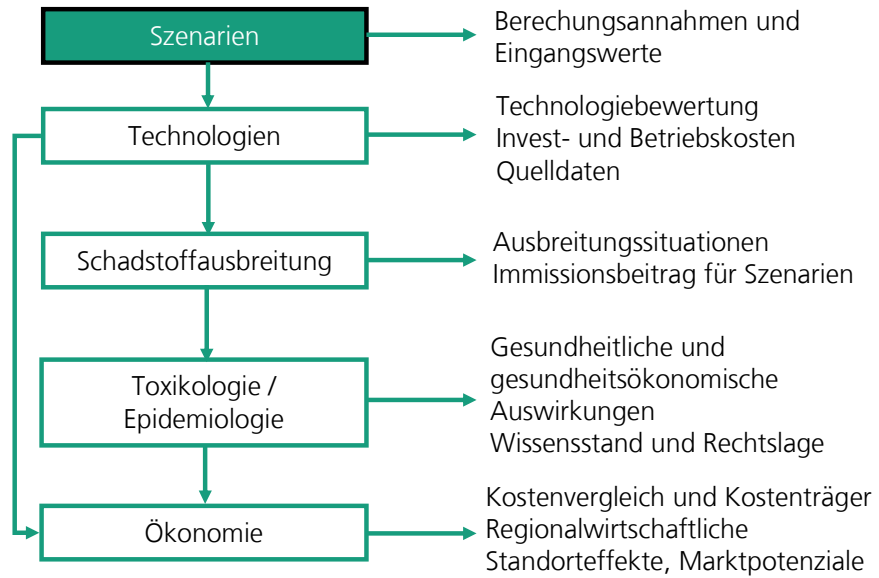 Szenarien
Berechungsannahmen und
Eingangswerte
Technologien
Technologiebewertung
Invest- und Betriebskosten
Quelldaten
Schadstoffausbreitung
Ausbreitungssituationen
Immissionsbeitrag für Szenarien
Toxikologie /
Epidemiologie
Gesundheitliche und
gesundheitsökonomische
Auswirkungen
Wissensstand und Rechtslage
Ökonomie
Kostenvergleich und Kostenträger
Regionalwirtschaftliche
Standorteffekte, Marktpotenziale